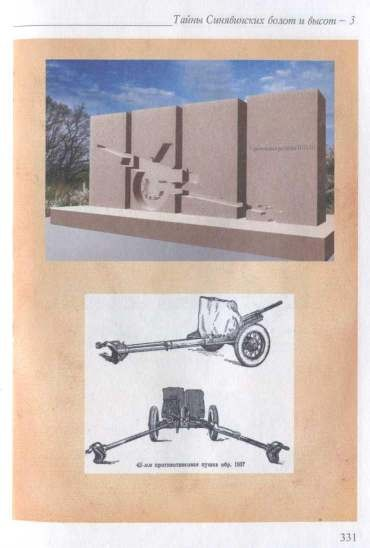 Тайны Синявинских болот и высот – 3
45-мм противотанковая пушка обр. 1937
331